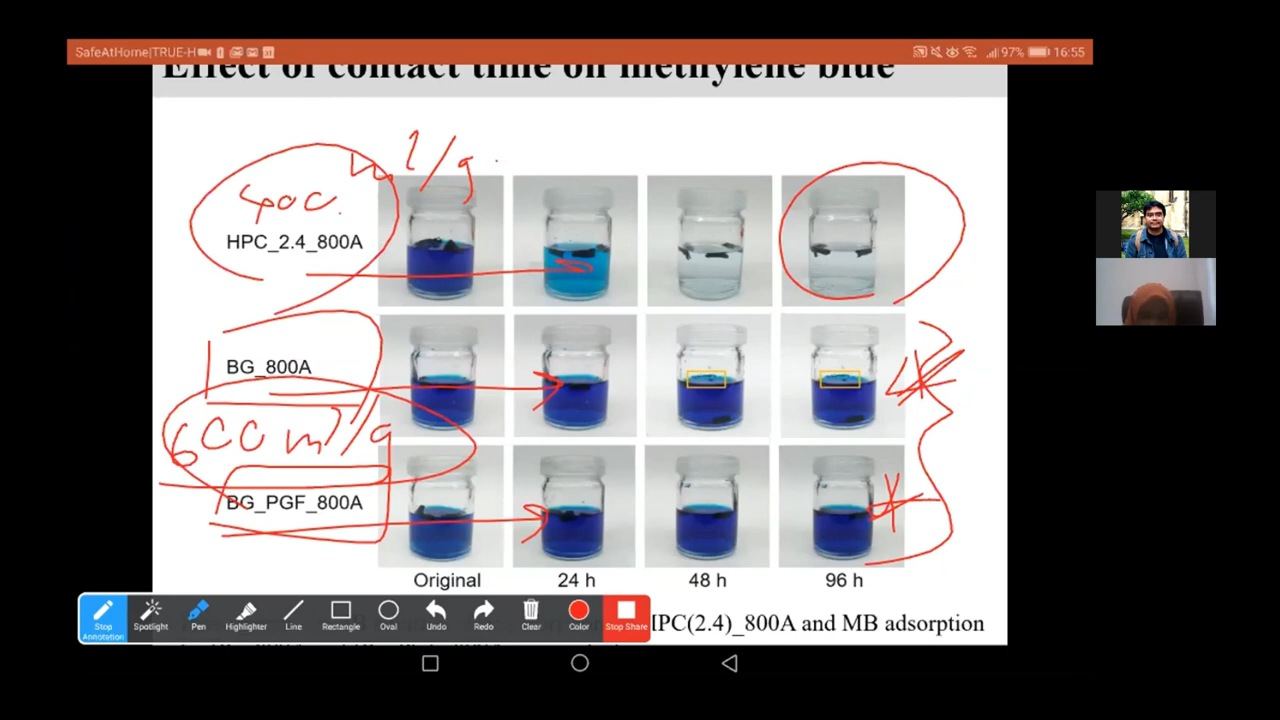 SafeAtHome|TRUE-H
97% 16:55
Effect of contact time on methylene blue
m²/g
400
HPC_2.4_800A
BG_800A
600 m²/g
BG_PGF_800A
Original 24 h 48 h 96 h
HPC(2.4)_800A and MB adsorption
Stop Annotation Spotlight Pen Highlighter Line Rectangle Oval Undo Redo Clear Color Stop Share